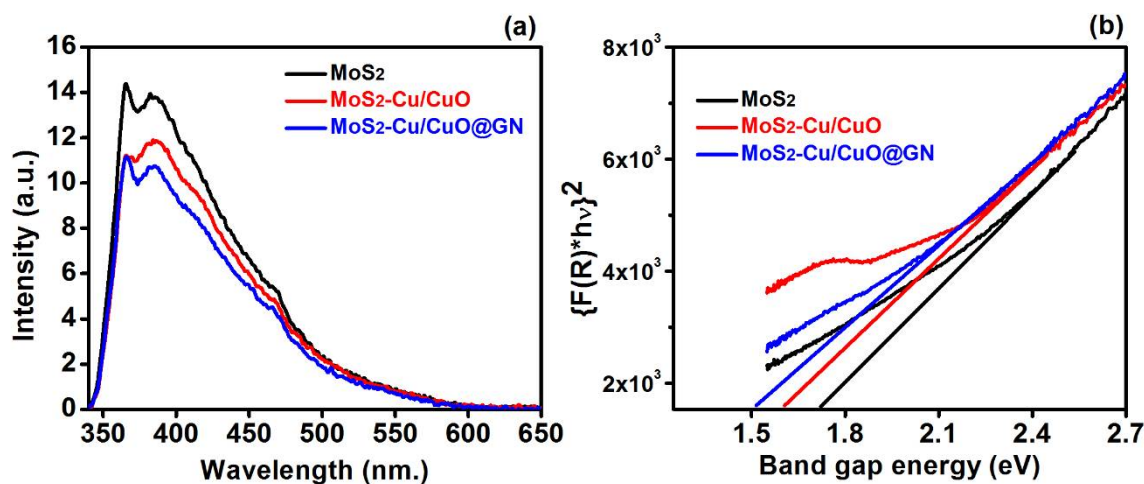 (a)
16
14
12
10
8
6
4
2
0
Intensity (a.u.)
MoS₂
MoS₂-Cu/CuO
MoS₂-Cu/CuO@GN
350 400 450 500 550 600 650
Wavelength (nm.)
(b)
8x10³
6x10³
4x10³
2x10³
{F(R)*hν}²
MoS₂
MoS₂-Cu/CuO
MoS₂-Cu/CuO@GN
1.5 1.8 2.1 2.4 2.7
Band gap energy (eV)